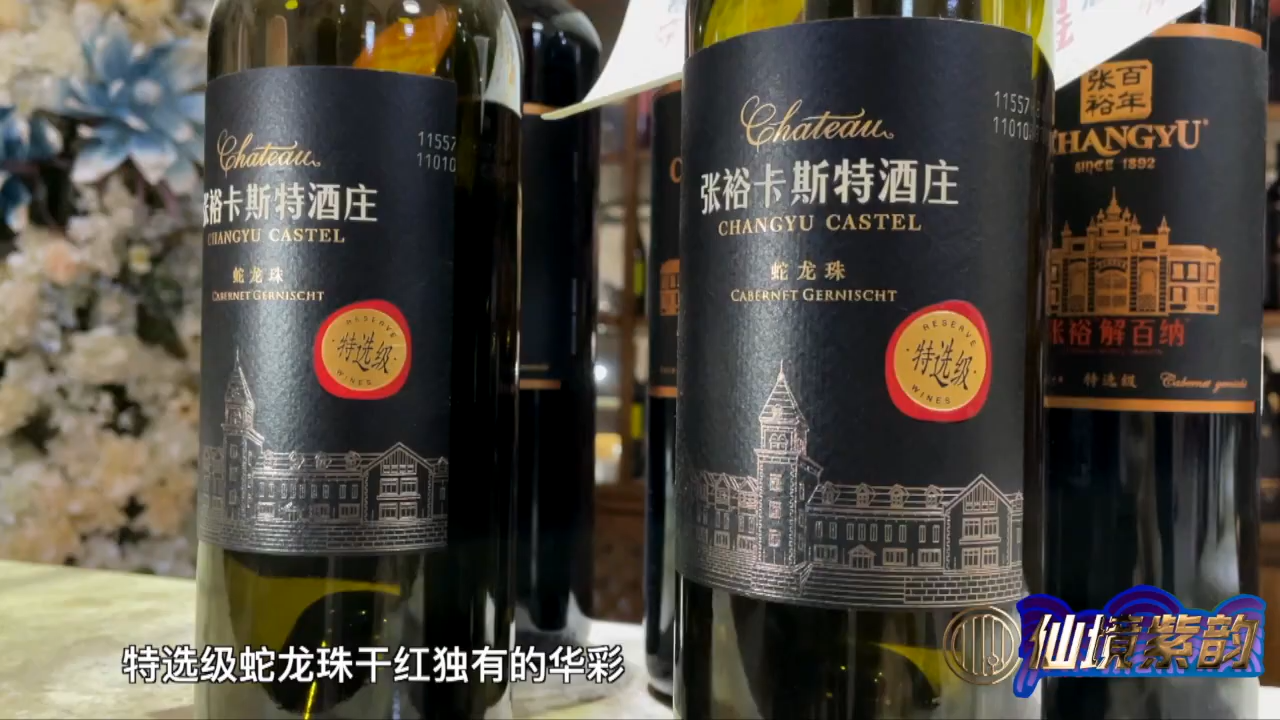 Chateau
11557
11010
张裕卡斯特酒庄
CHANGYU CASTEL
蛇龙珠
CABERNET GERNISCHT
RESERVE
特选级
WINES
Chateau
11557
11010
张裕卡斯特酒庄
CHANGYU CASTEL
蛇龙珠
CABERNET GERNISCHT
RESERVE
特选级
WINES
百年
张裕
CHANGYU
SINCE 1892
张裕解百纳
特选级
特选级蛇龙珠干红独有的华彩
仙境紫韵